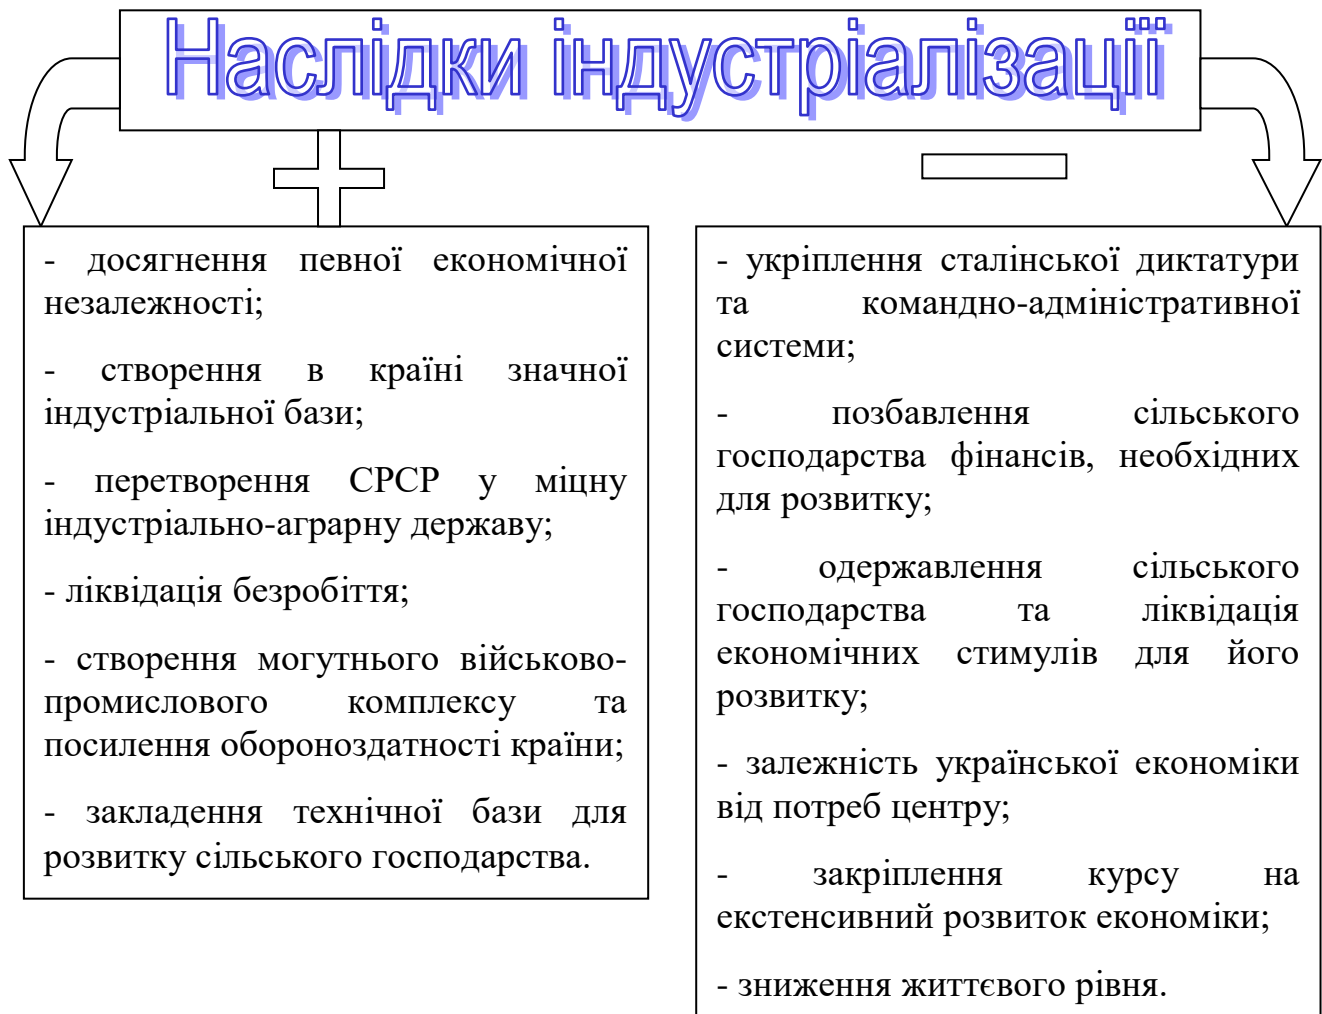 Наслідки індустріалізації
- досягнення певної економічної
незалежності;
- створення в країні значної
індустріальної бази;
- перетворення СРСР у міцну
індустріально-аграрну державу;
- ліквідація безробіття;
- створення могутнього військово-
промислового комплексу та
посилення обороноздатності країни;
- закладення технічної бази для
розвитку сільського господарства.
- укріплення сталінської диктатури
та командно-адміністративної
системи;
- позбавлення сільського
господарства фінансів, необхідних
для розвитку;
- одержавлення сільського
господарства та ліквідація
економічних стимулів для його
розвитку;
- залежність української економіки
від потреб центру;
- закріплення курсу на
екстенсивний розвиток економіки;
- зниження життєвого рівня.